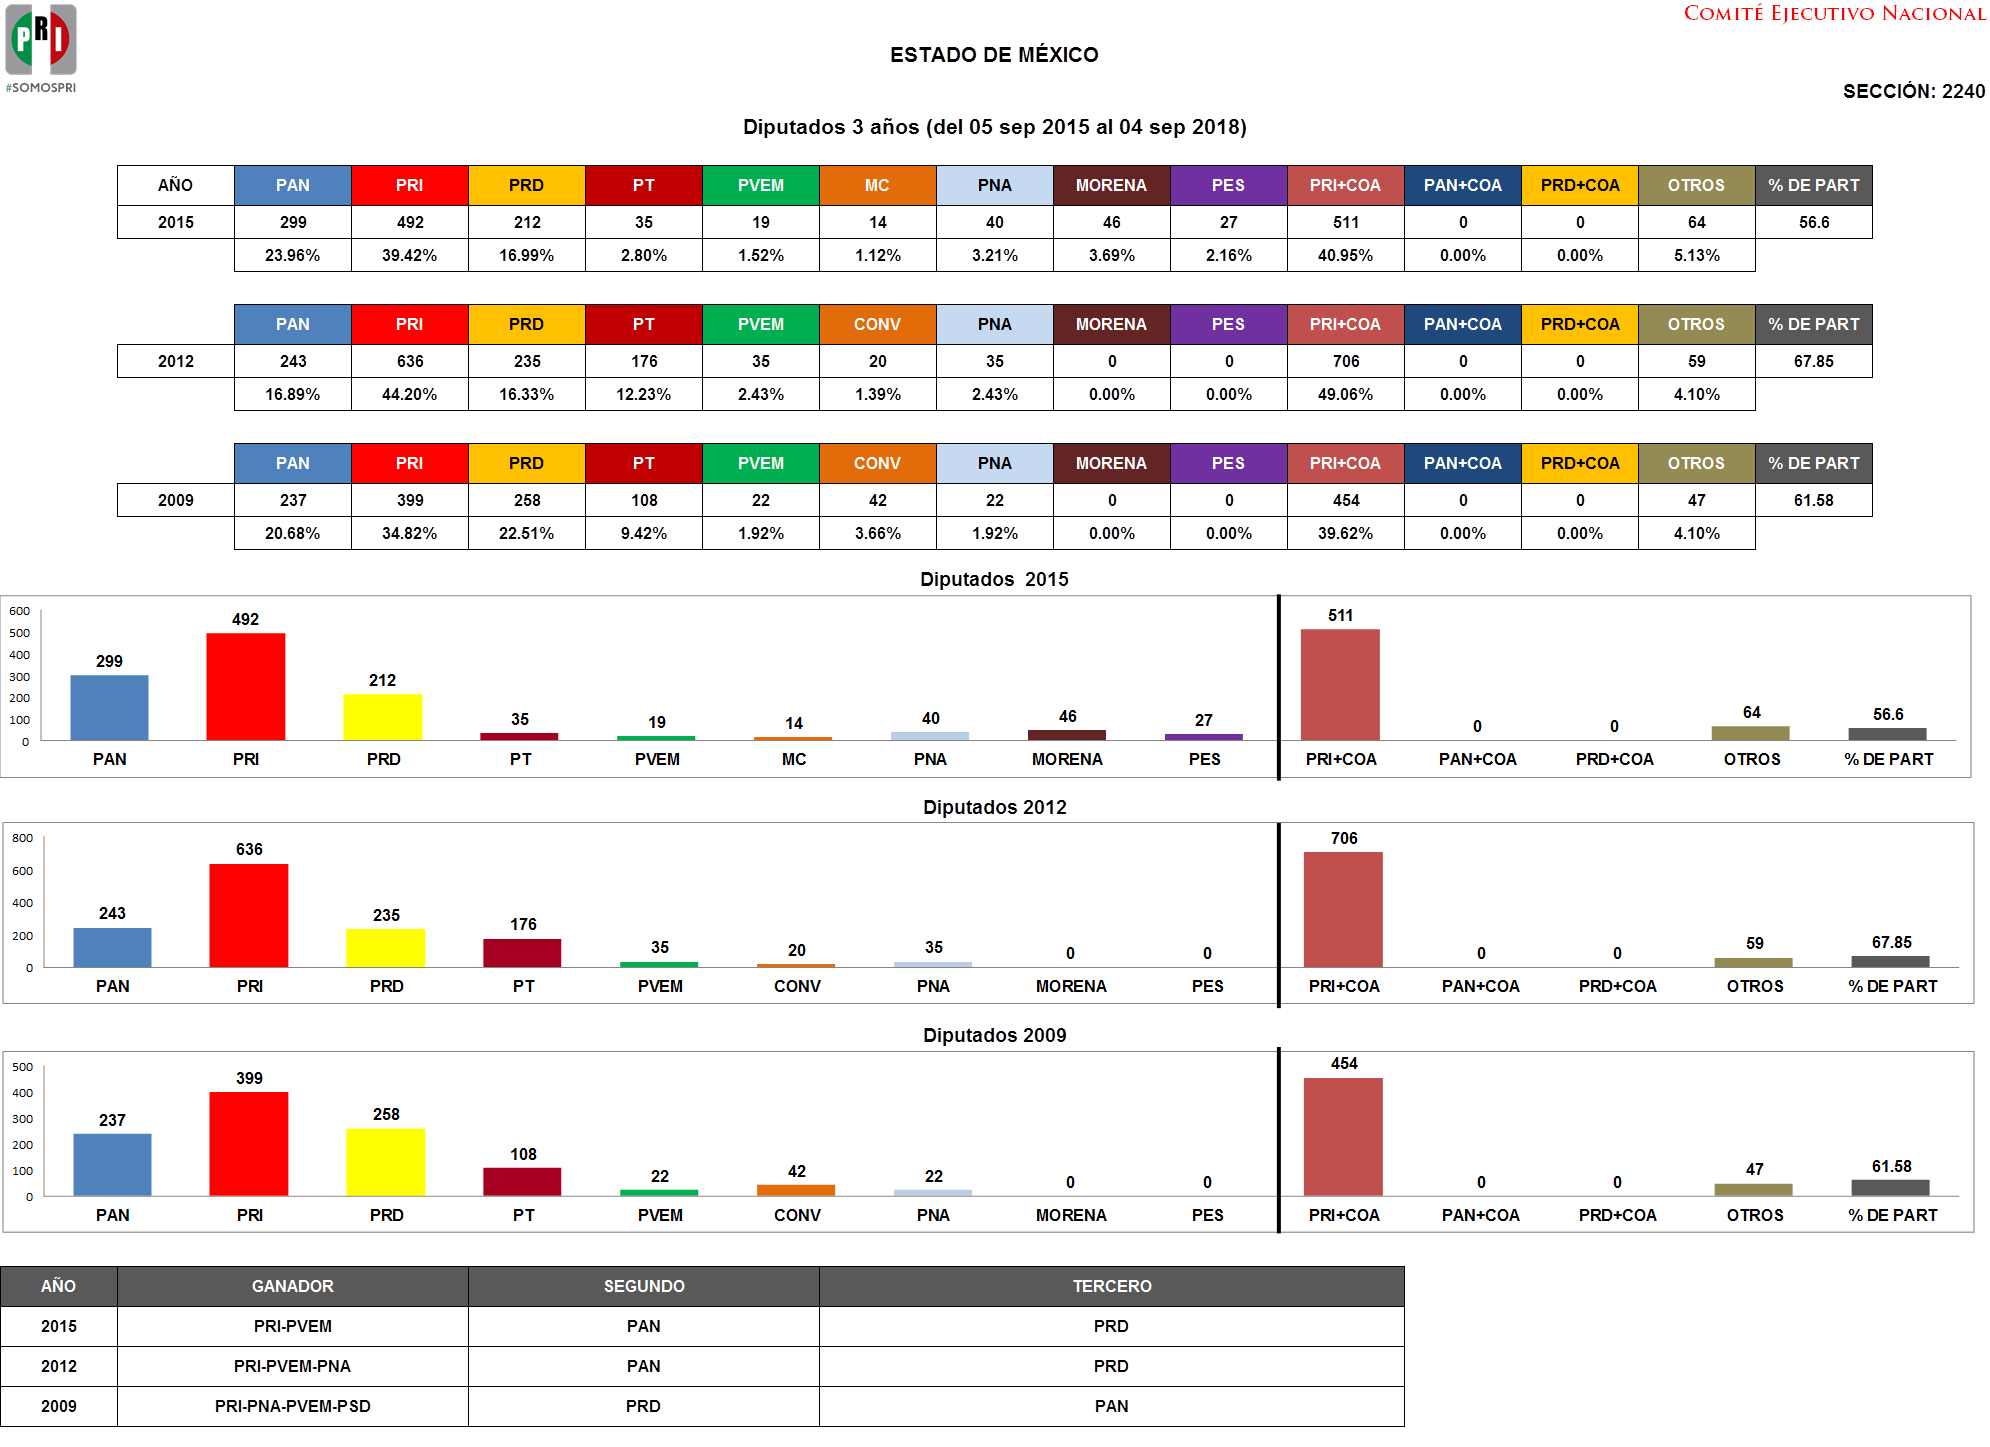 PRI
#SOMOSPRI
COMITÉ EJECUTIVO NACIONAL
ESTADO DE MÉXICO
SECCIÓN: 2240
Diputados 3 años (del 05 sep 2015 al 04 sep 2018)
AÑO PAN PRI PRD PT PVEM MC PNA MORENA PES PRI+COA PAN+COA PRD+COA OTROS % DE PART
2015 299 492 212 35 19 14 40 46 27 511 0 0 64 56.6
23.96% 39.42% 16.99% 2.80% 1.52% 1.12% 3.21% 3.69% 2.16% 40.95% 0.00% 0.00% 5.13%
PAN PRI PRD PT PVEM CONV PNA MORENA PES PRI+COA PAN+COA PRD+COA OTROS % DE PART
2012 243 636 235 176 35 20 35 0 0 706 0 0 59 67.85
16.89% 44.20% 16.33% 12.23% 2.43% 1.39% 2.43% 0.00% 0.00% 49.06% 0.00% 0.00% 4.10%
PAN PRI PRD PT PVEM CONV PNA MORENA PES PRI+COA PAN+COA PRD+COA OTROS % DE PART
2009 237 399 258 108 22 42 22 0 0 454 0 0 47 61.58
20.68% 34.82% 22.51% 9.42% 1.92% 3.66% 1.92% 0.00% 0.00% 39.62% 0.00% 0.00% 4.10%
Diputados 2015
600
500
400
300
200
100
0
299 492 212 35 19 14 40 46 27 511 0 0 64 56.6
PAN PRI PRD PT PVEM MC PNA MORENA PES PRI+COA PAN+COA PRD+COA OTROS % DE PART
Diputados 2012
800
600
400
200
0
243 636 235 176 35 20 35 0 0 706 0 0 59 67.85
PAN PRI PRD PT PVEM CONV PNA MORENA PES PRI+COA PAN+COA PRD+COA OTROS % DE PART
Diputados 2009
500
400
300
200
100
0
237 399 258 108 22 42 22 0 0 454 0 0 47 61.58
PAN PRI PRD PT PVEM CONV PNA MORENA PES PRI+COA PAN+COA PRD+COA OTROS % DE PART
AÑO GANADOR SEGUNDO TERCERO
2015 PRI-PVEM PAN PRD
2012 PRI-PVEM-PNA PAN PRD
2009 PRI-PNA-PVEM-PSD PRD PAN